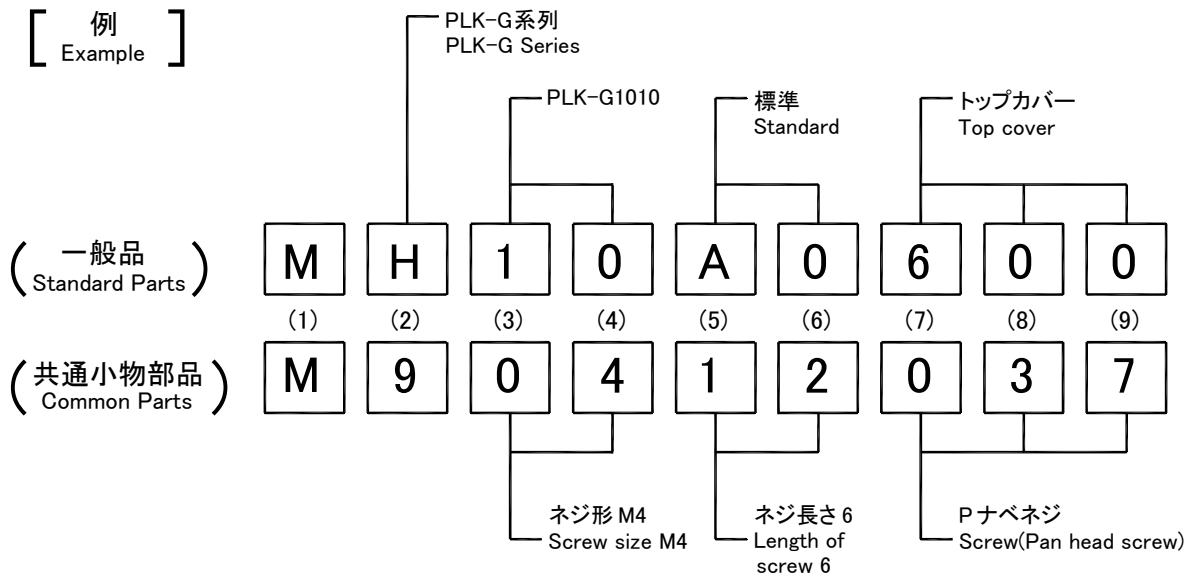 例
Example
PLK-G系列
PLK-G Series
PLK-G1010
標準
Standard
トップカバー
Top cover
一般品
Standard Parts
M H 1 0 A 0 6 0 0
(1) (2) (3) (4) (5) (6) (7) (8) (9)
共通小物部品
Common Parts
M 9 0 4 1 2 0 3 7
ネジ形 M4
Screw size M4
ネジ長さ 6
Length of
screw 6
Pナベネジ
Screw(Pan head screw)